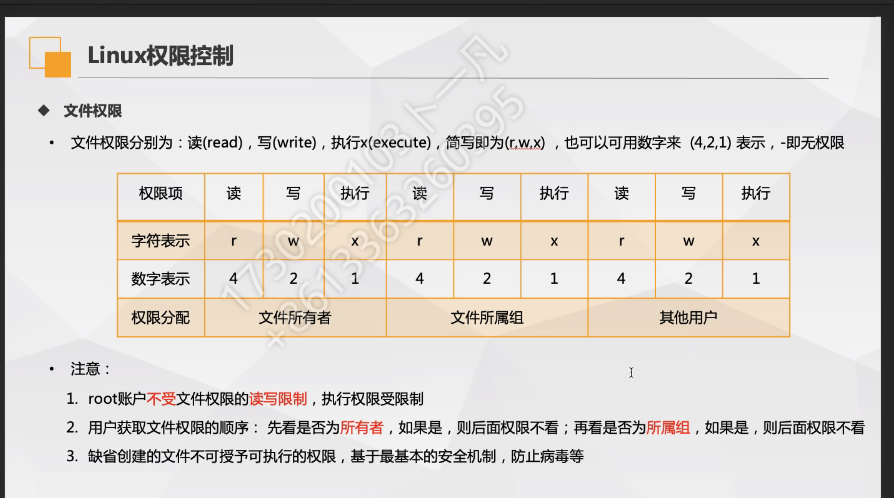 Linux权限控制
◆ 文件权限
• 文件权限分别为：读(read)，写(write)，执行x(execute)，简写即为(r,w,x) ，也可以可用数字来 (4,2,1) 表示，-即无权限
权限项 读 写 执行 读 写 执行 读 写 执行
字符表示 r w x r w x r w x
数字表示 4 2 1 4 2 1 4 2 1
权限分配 文件所有者 文件所属组 其他用户
• 注意：
1. root账户不受文件权限的读写限制，执行权限受限制
2. 用户获取文件权限的顺序： 先看是否为所有者，如果是，则后面权限不看；再看是否为所属组，如果是，则后面权限不看
3. 缺省创建的文件不可授予可执行的权限，基于最基本的安全机制，防止病毒等